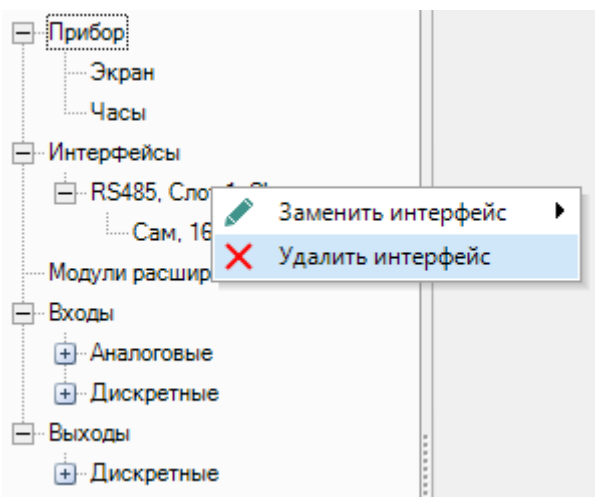 Прибор
Экран
Часы
Интерфейсы
RS485, Слот 1,
Заменить интерфейс
Сам, 16
Удалить интерфейс
Модули расшир
Входы
Аналоговые
Дискретные
Выходы
Дискретные